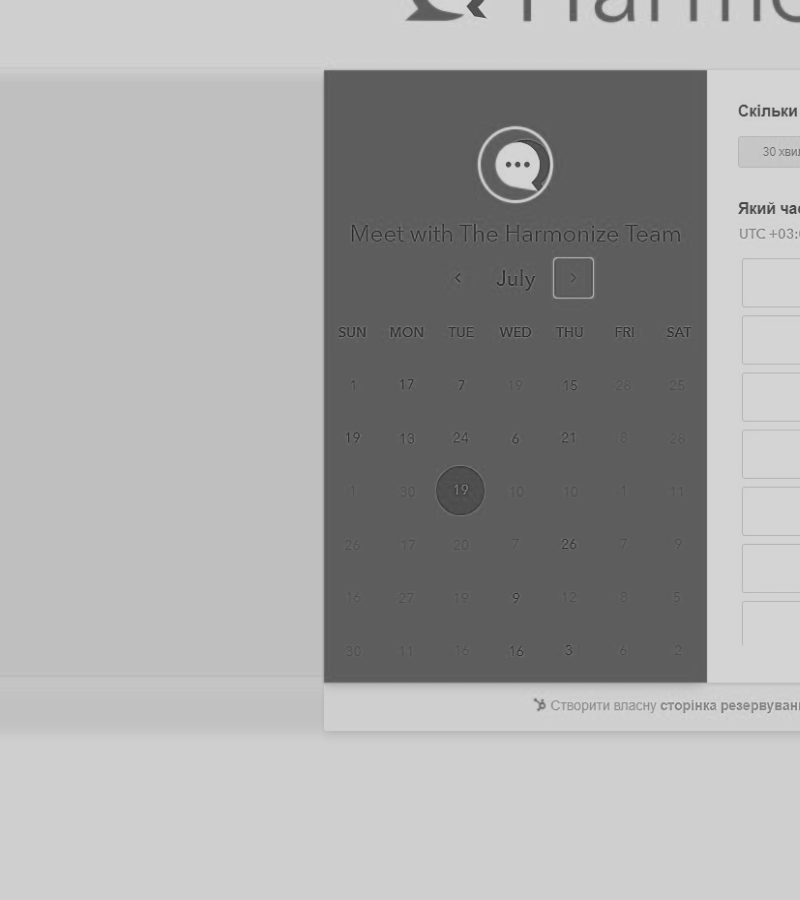 Harmo
Meet with The Harmonize Team
July
SUN MON TUE WED THU FRI SAT
1 17 7 19 15 28 25
19 13 24 6 21 8 28
1 30 19 10 10 1 11
26 17 20 7 26 7 9
16 27 19 9 12 8 5
30 11 16 16 3 6 2
Скільки
30 хвил
Який час
UTC +03:0
Створити власну сторінка резервуван